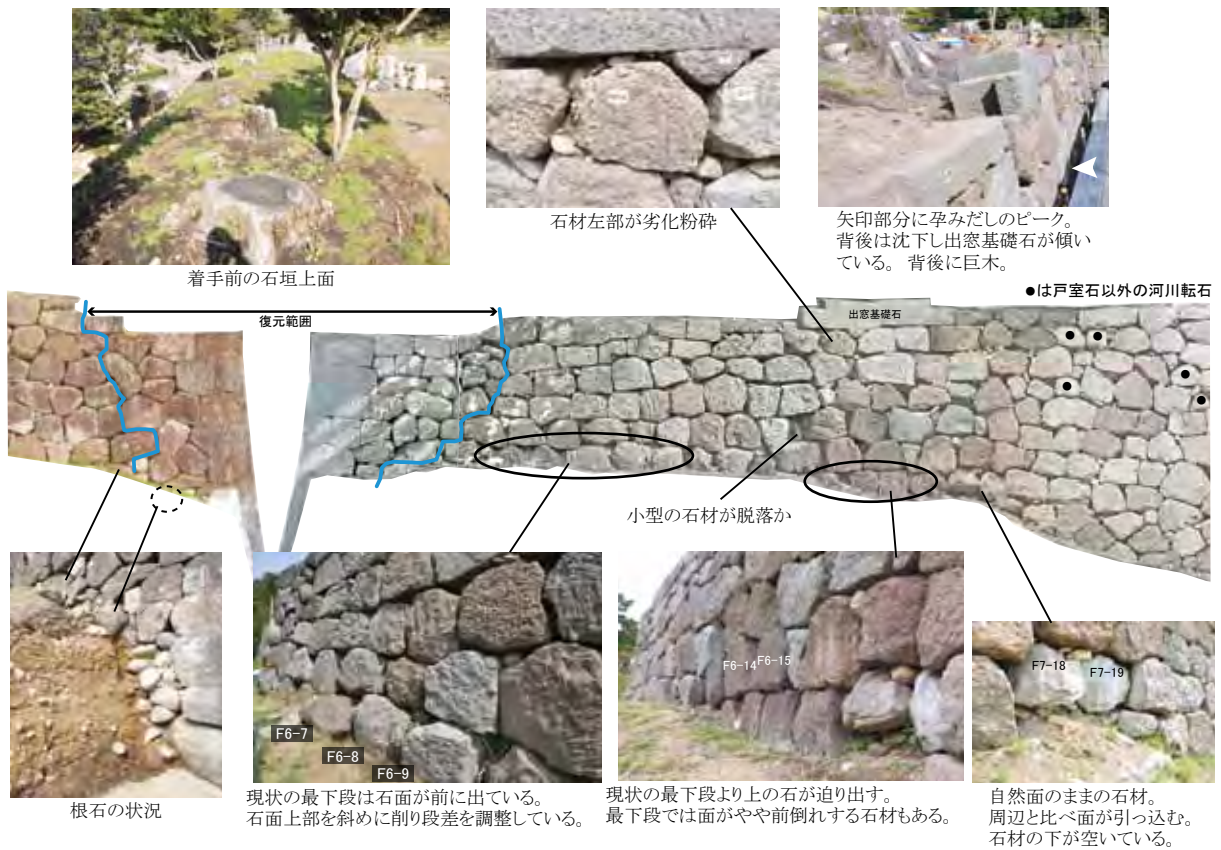 着手前の石垣上面
石材左部が劣化粉砕
矢印部分に孕みだしのピーク。
背後は沈下し出窓基礎石が傾い
ている。 背後に巨木。
●は戸室石以外の河川転石
復元範囲
出窓基礎石
小型の石材が脱落か
F6-7
F6-8
F6-9
F6-14
F6-15
F7-18
F7-19
根石の状況
現状の最下段は石面が前に出ている。
石面上部を斜めに削り段差を調整している。
現状の最下段より上の石が迫り出す。
最下段では面がやや前倒れする石材もある。
自然面のままの石材。
周辺と比べ面が引っ込む。
石材の下が空いている。